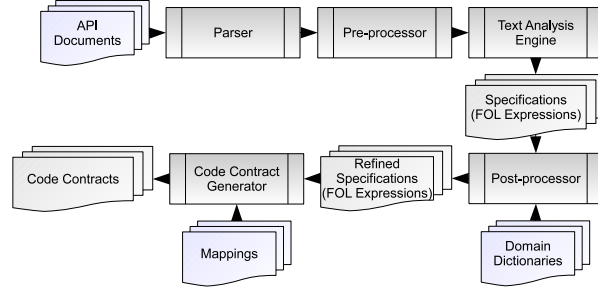 API
Documents
Parser
Pre-processor
Text Analysis
Engine
Specifications
(FOL Expressions)
Code Contracts
Code Contract
Generator
Refined
Specifications
(FOL Expressions)
Post-processor
Mappings
Domain
Dictionaries